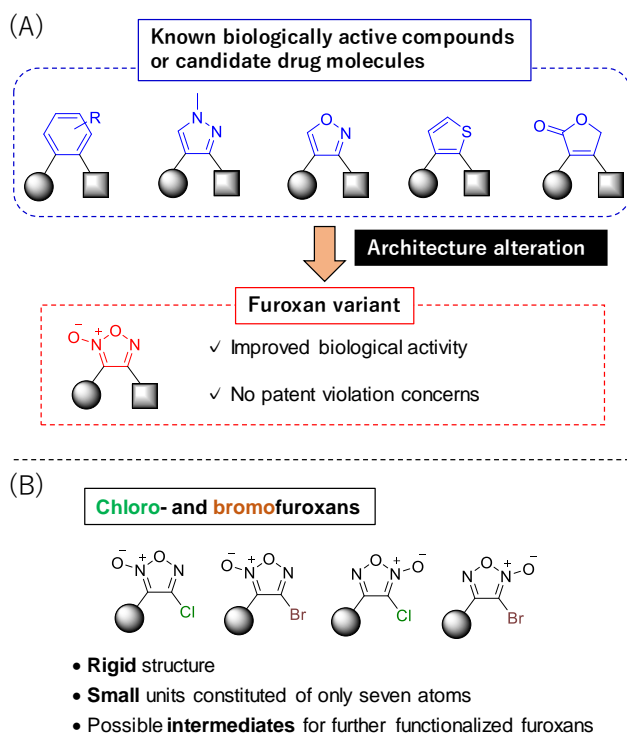 (A)
Known biologically active compounds
or candidate drug molecules
R
N
N
O
N
S
O
O
Architecture alteration
Furoxan variant
O⁻ N⁺ O N
✓ Improved biological activity
✓ No patent violation concerns
(B)
Chloro- and bromofuroxans
O⁻ N⁺ O N Cl
O⁻ N⁺ O N Br
N O N⁺ O⁻ Cl
N O N⁺ O⁻ Br
• Rigid structure
• Small units constituted of only seven atoms
• Possible intermediates for further functionalized furoxans